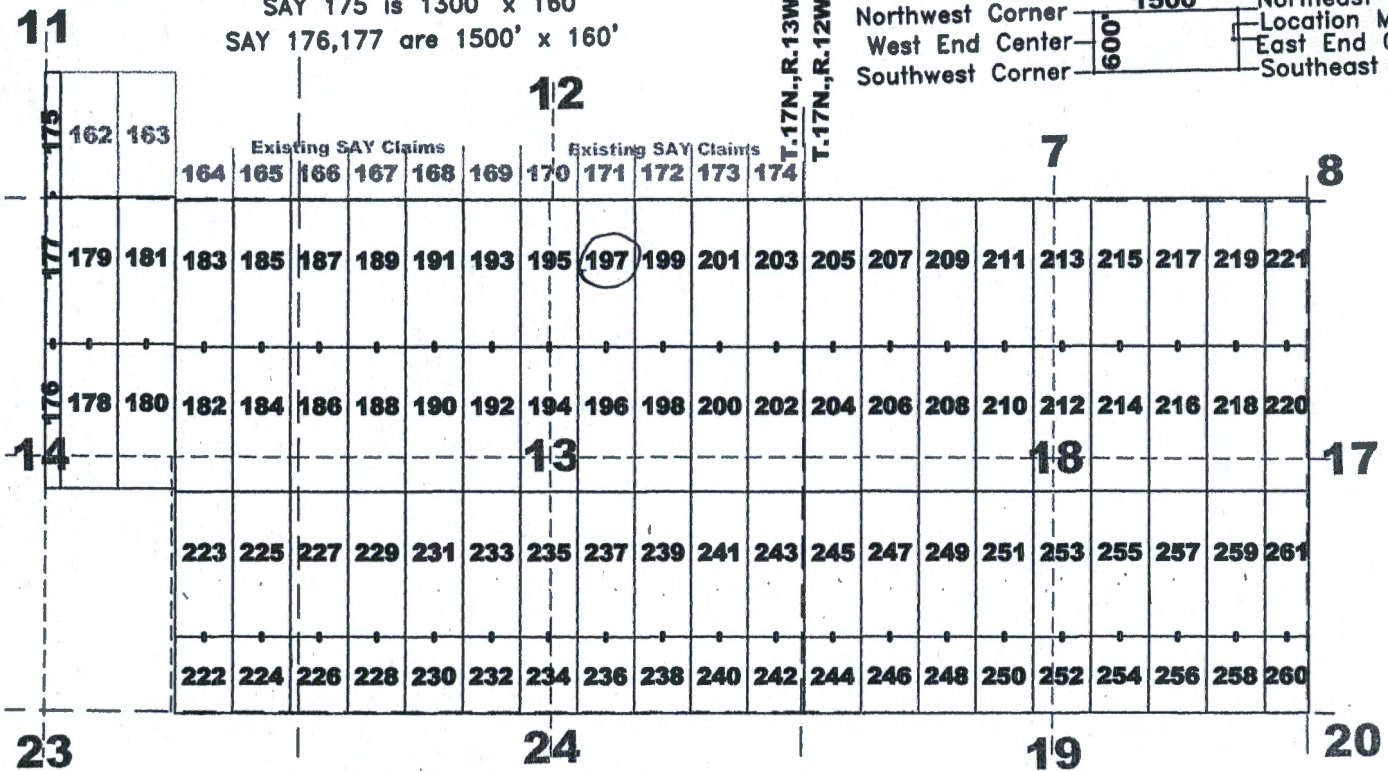 11
SAY 175 is 1300' x 160'
SAY 176,177 are 1500' x 160'
12
T.17N.,R.13W
T.17N.,R.12W
Northwest Corner
West End Center
Southwest Corner
1500'
600'
Location M
East End C
Southeast
7
8
175 162 163
Existing SAY Claims
Existing SAY Claims
164 165 166 167 168 169 170 171 172 173 174
177 179 181 183 185 187 189 191 193 195 197 199 201 203 205 207 209 211 213 215 217 219 221
176 178 180 182 184 186 188 190 192 194 196 198 200 202 204 206 208 210 212 214 216 218 220
14 13 18 17
223 225 227 229 231 233 235 237 239 241 243 245 247 249 251 253 255 257 259 261
222 224 226 228 230 232 234 236 238 240 242 244 246 248 250 252 254 256 258 260
23 24 19 20